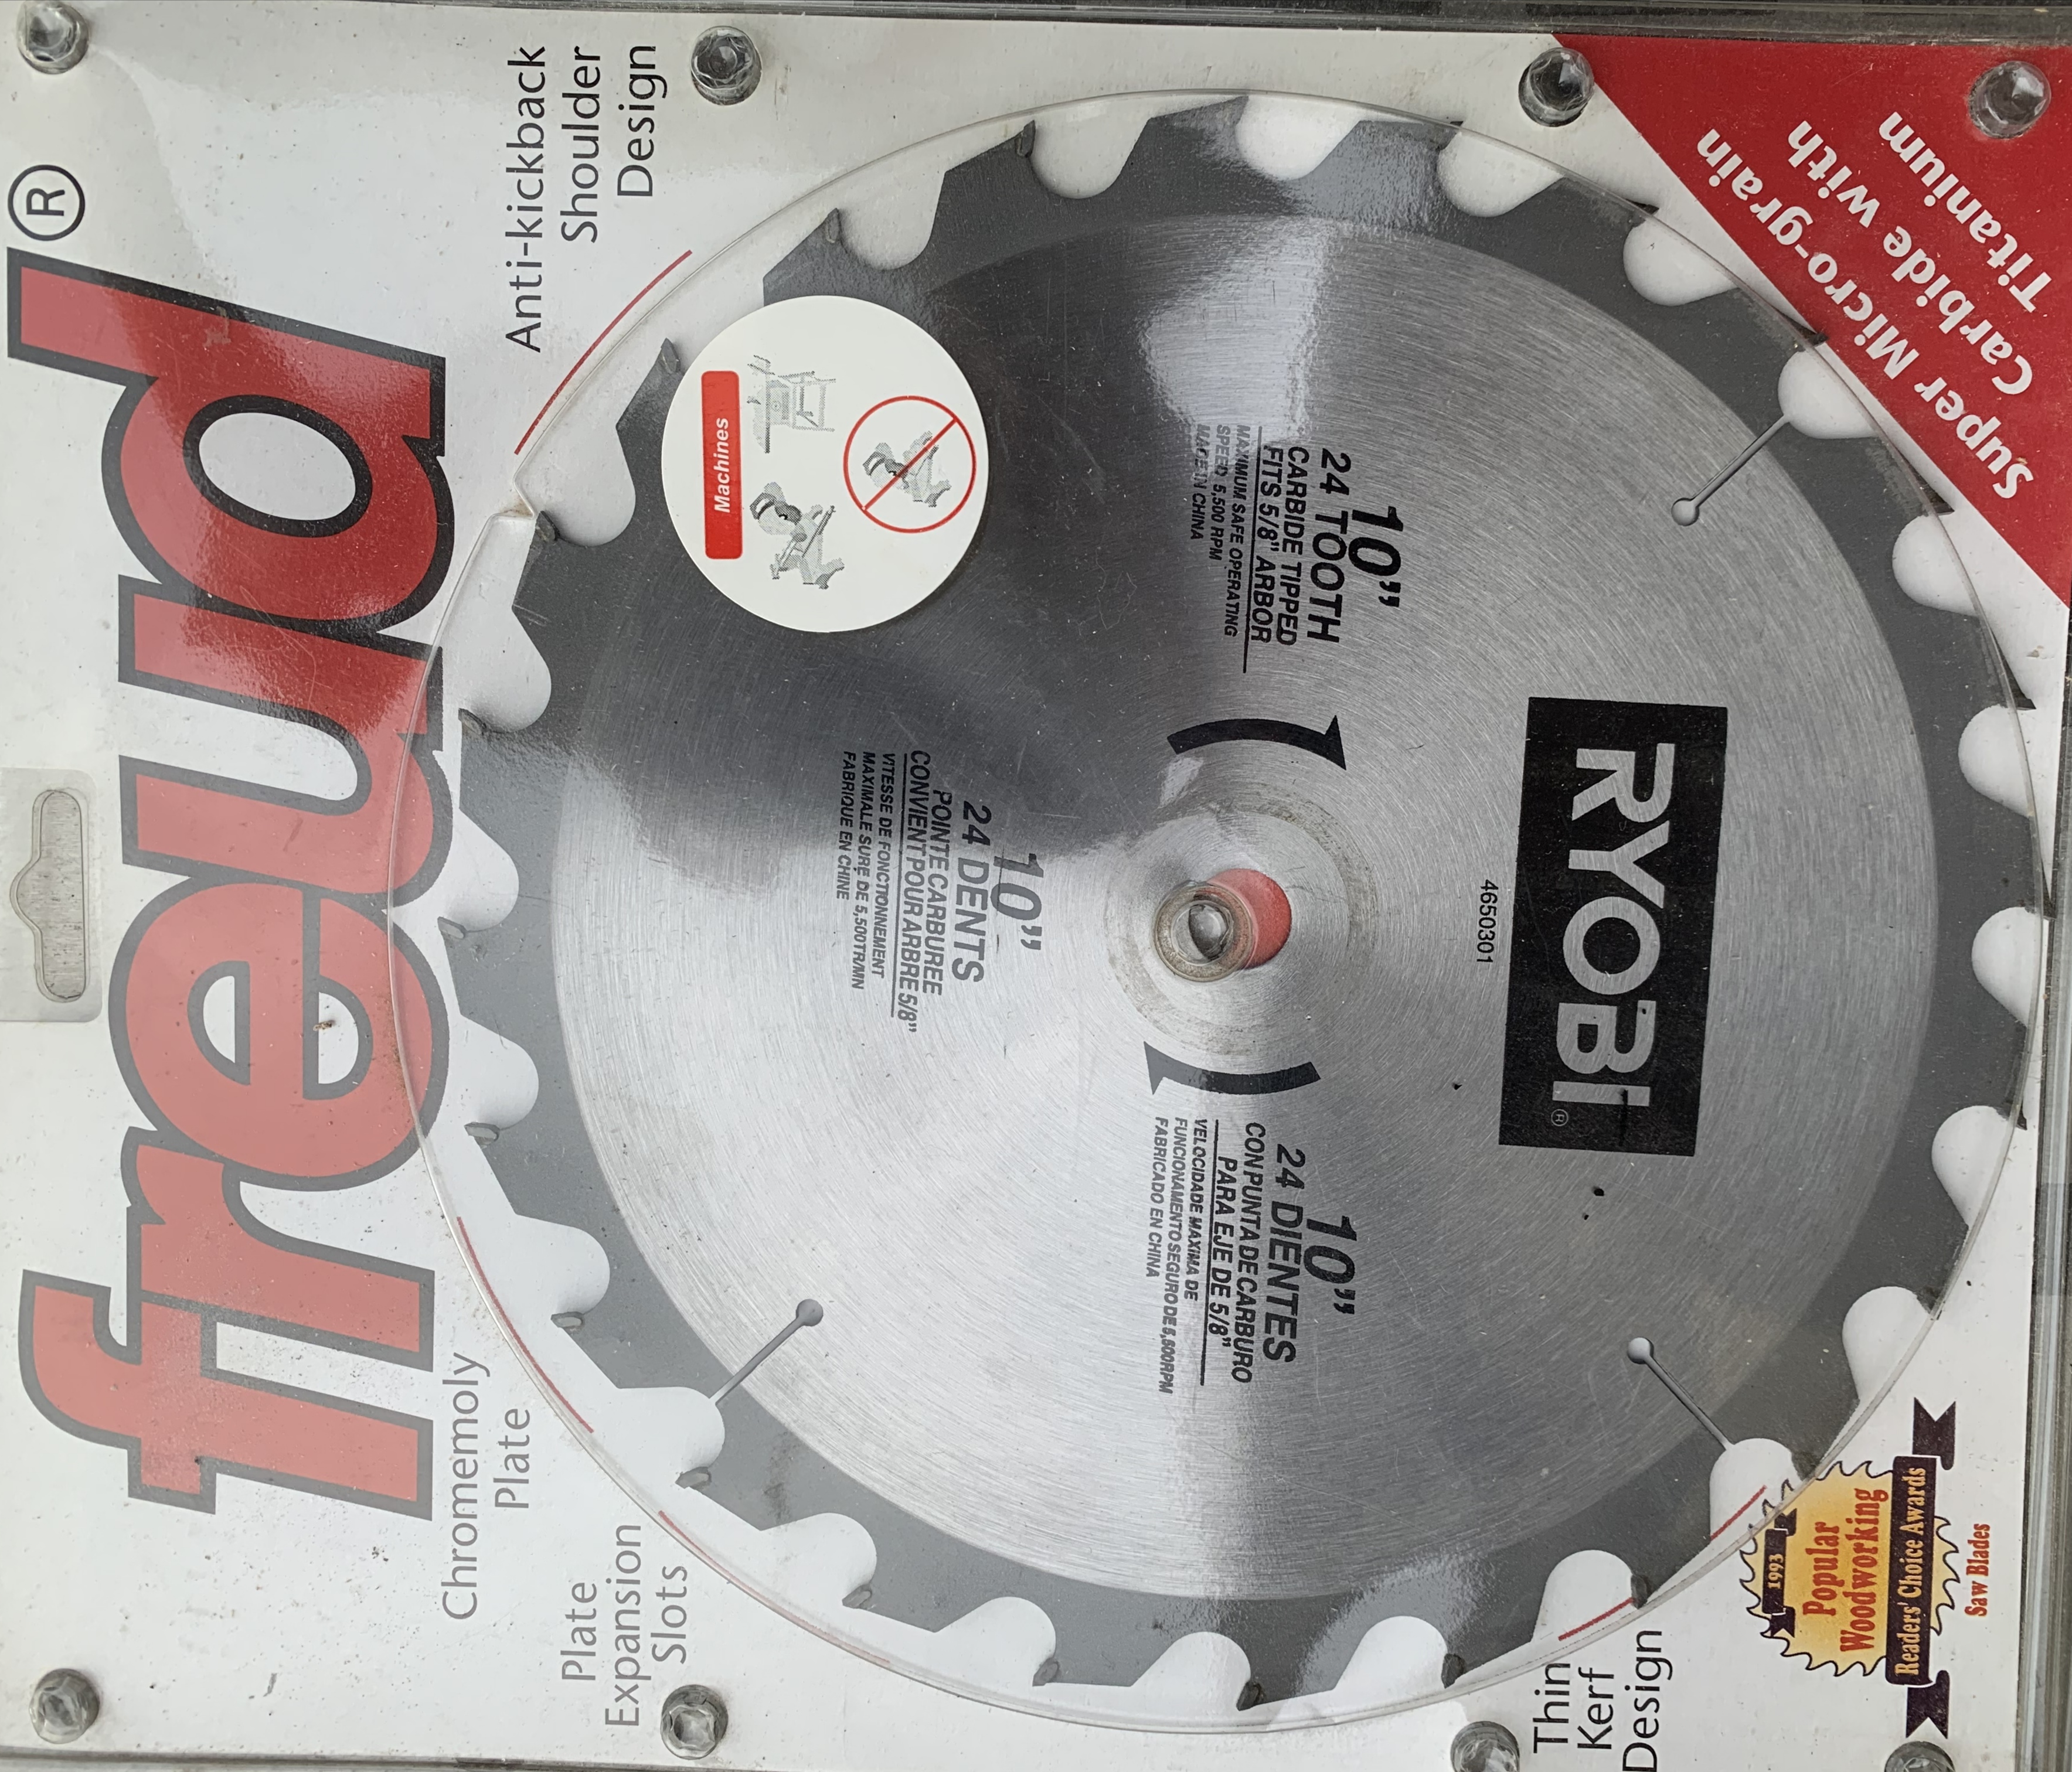 freud®
Anti-kickback
Shoulder
Design
Super Micro-grain
Carbide with
Titanium
Machines
10”
24 TOOTH
CARBIDE TIPPED
FITS 5/8” ARBOR
MAXIMUM SAFE OPERATING
SPEED 5,500 RPM
MADE IN CHINA
RYOBI®
4650301
10”
24 DENTS
POINTE CARBUREE
CONVIENT POUR ARBRE 5/8”
VITESSE DE FONCTIONNEMENT
MAXIMALE SURE DE 5,500TR/MN
FABRIQUE EN CHINE
10”
24 DIENTES
CON PUNTA DE CARBURO
PARA EJE DE 5/8”
VELOCIDADE MAXIMA DE
FUNCIONAMENTO SEGURO DE 5,500RPM
FABRICADO EN CHINA
Chromemoly
Plate
Plate
Expansion
Slots
Thin
Kerf
Design
1993
Popular
Woodworking
Readers' Choice Awards
Saw Blades